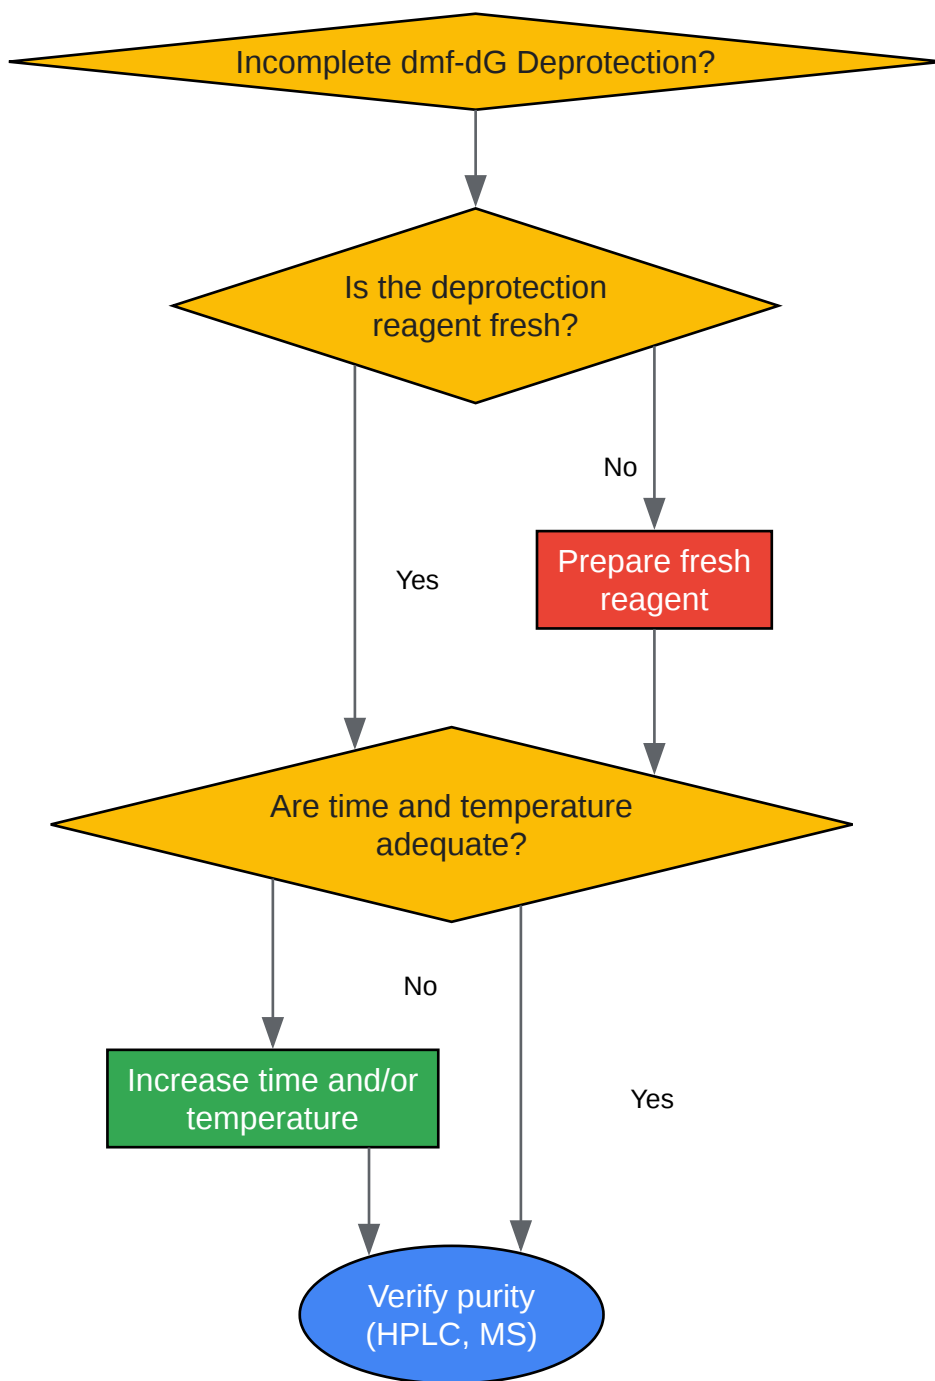 Incomplete dmf-dG Deprotection?
Is the deprotection
reagent fresh?
No
Prepare fresh
reagent
Yes
Are time and temperature
adequate?
No
Increase time and/or
temperature
Yes
Verify purity
(HPLC, MS)